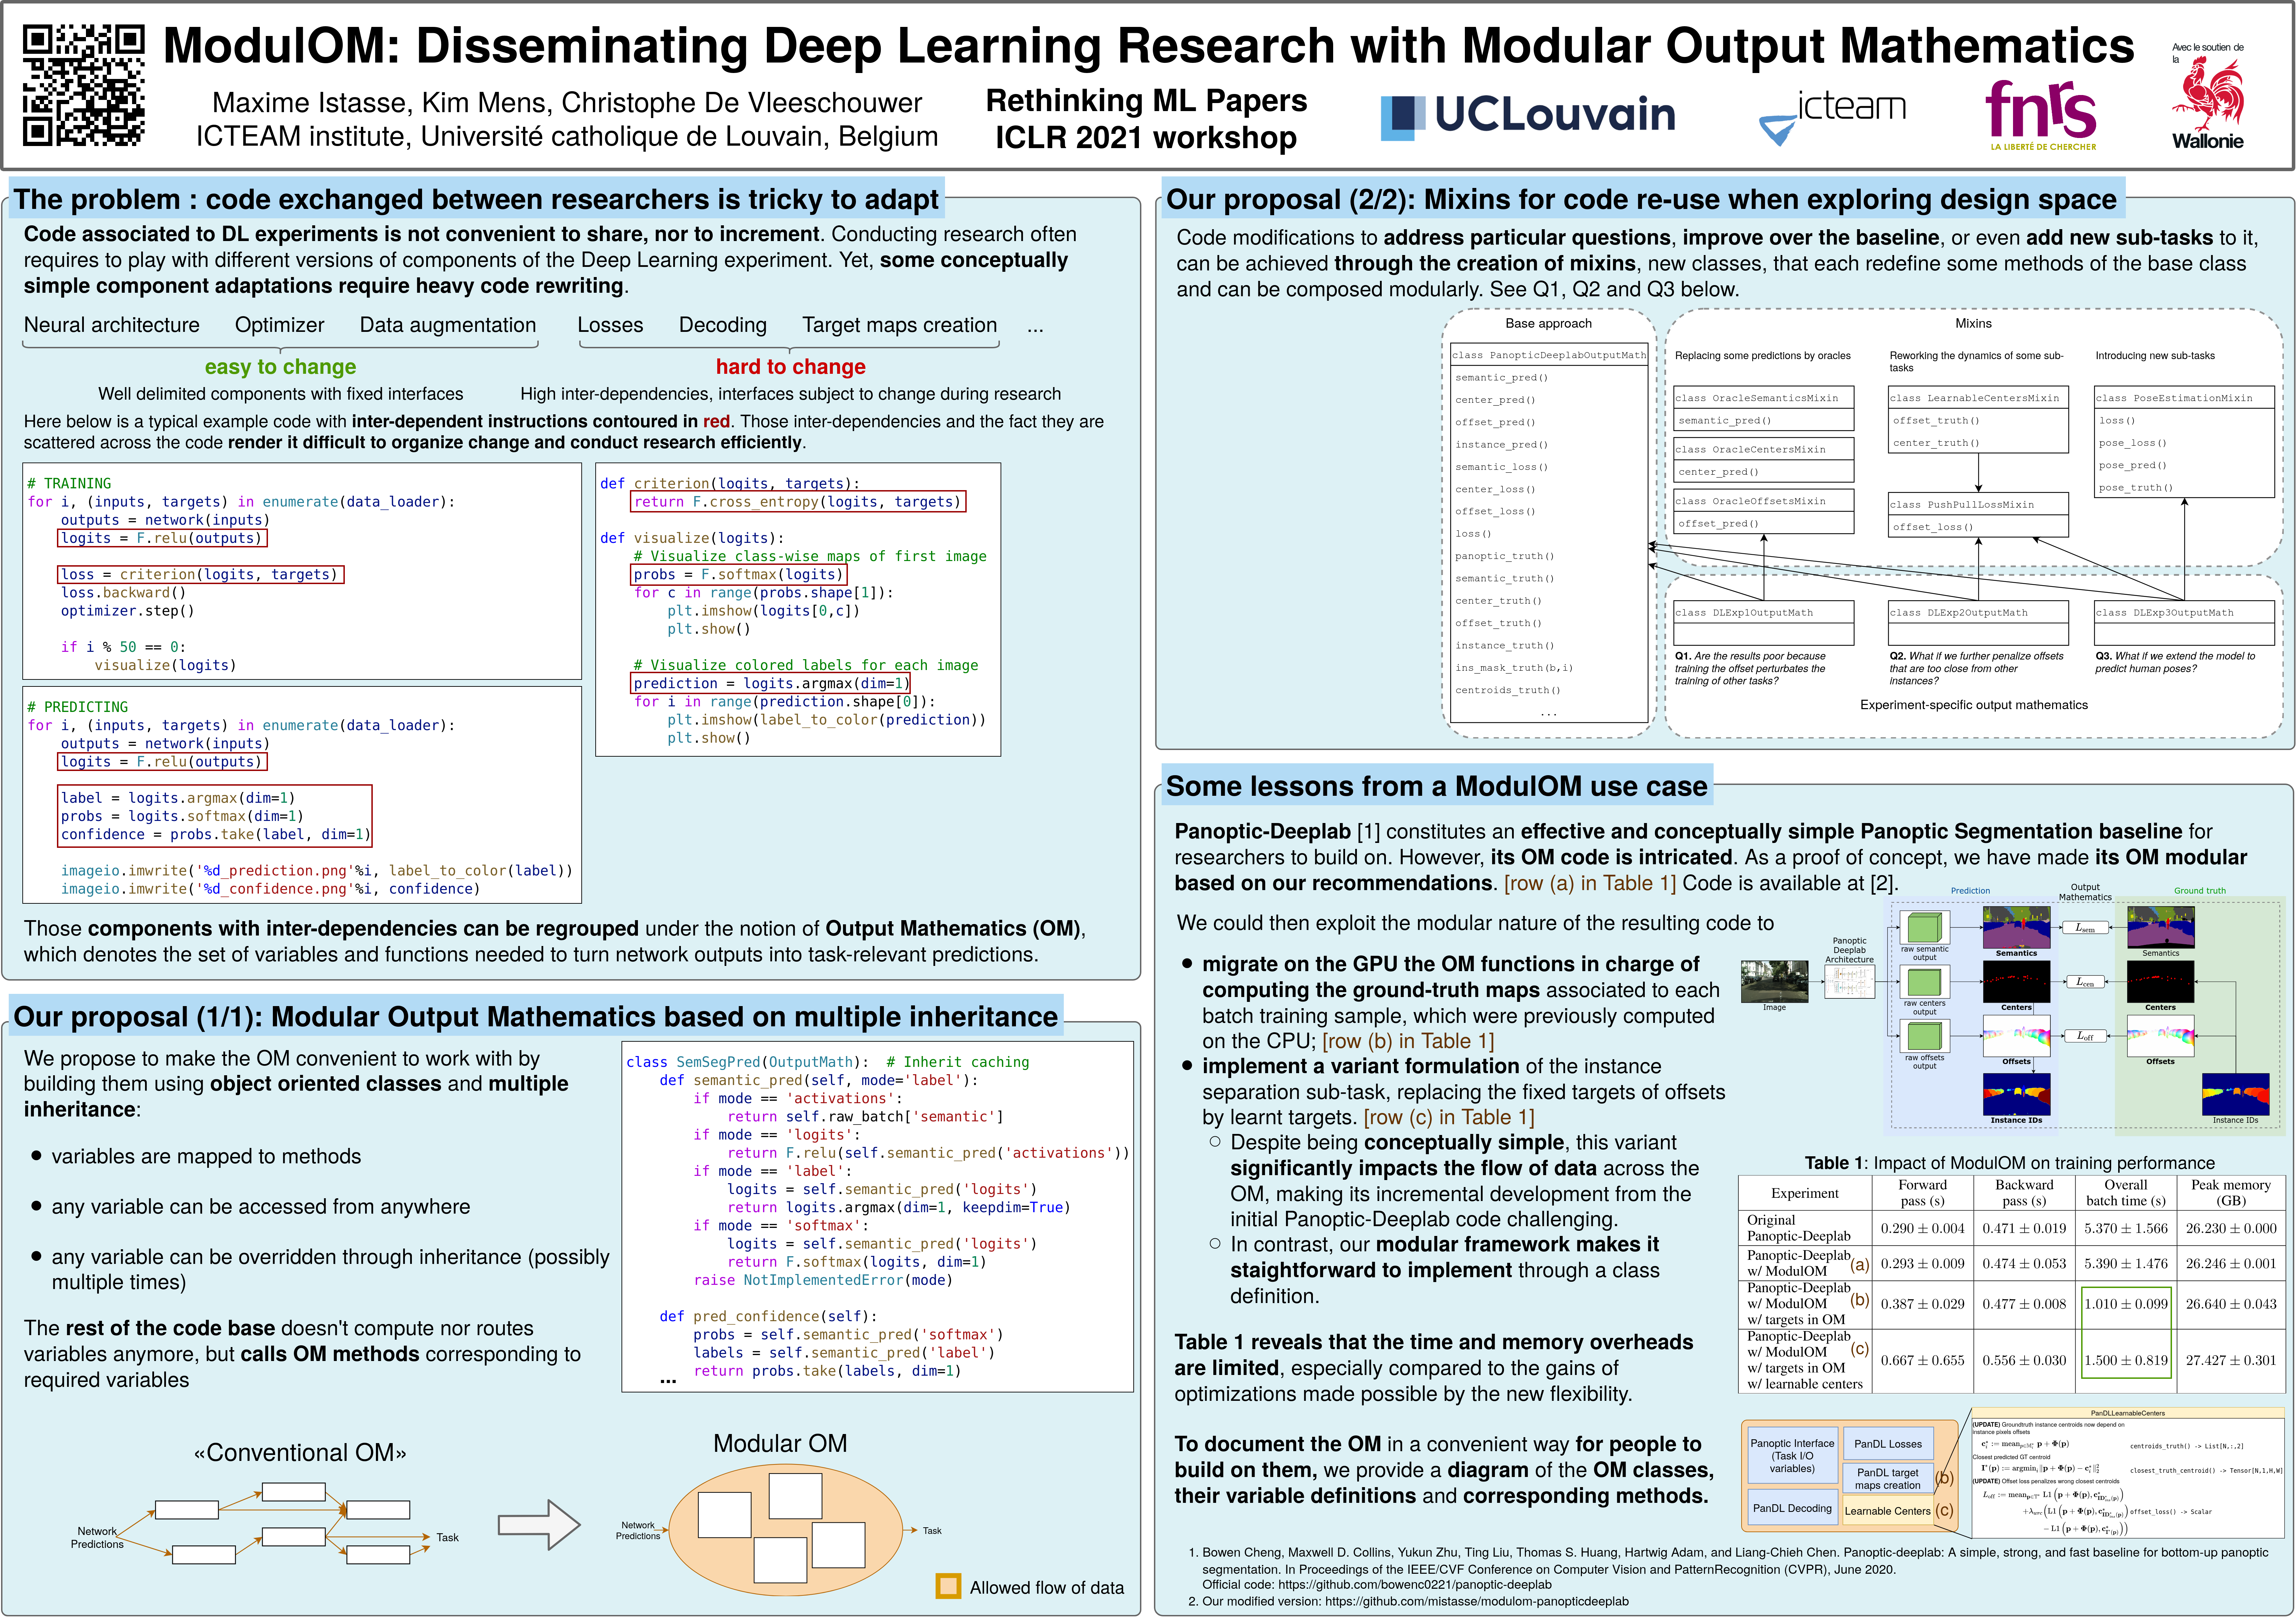 ModulOM: Disseminating Deep Learning Research with Modular Output Mathematics
Maxime Istasse, Kim Mens, Christophe De Vleeschouwer
ICTEAM institute, Université catholique de Louvain, Belgium
Rethinking ML Papers
ICLR 2021 workshop
UCLouvain
icteam
fnrs
LA LIBERTÉ DE CHERCHER
Avec le soutien de
la
Wallonie
The problem : code exchanged between researchers is tricky to adapt
Code associated to DL experiments is not convenient to share, nor to increment. Conducting research often
requires to play with different versions of components of the Deep Learning experiment. Yet, some conceptually
simple component adaptations require heavy code rewriting.
Neural architecture Optimizer Data augmentation Losses Decoding Target maps creation ...
easy to change
hard to change
Well delimited components with fixed interfaces
High inter-dependencies, interfaces subject to change during research
Here below is a typical example code with inter-dependent instructions contoured in red. Those inter-dependencies and the fact they are
scattered across the code render it difficult to organize change and conduct research efficiently.
# TRAINING
for i, (inputs, targets) in enumerate(data_loader):
outputs = network(inputs)
logits = F.relu(outputs)
loss = criterion(logits, targets)
loss.backward()
optimizer.step()
if i % 50 == 0:
visualize(logits)
# PREDICTING
for i, (inputs, targets) in enumerate(data_loader):
outputs = network(inputs)
logits = F.relu(outputs)
label = logits.argmax(dim=1)
probs = logits.softmax(dim=1)
confidence = probs.take(label, dim=1)
imageio.imwrite('%d_prediction.png'%i, label_to_color(label))
imageio.imwrite('%d_confidence.png'%i, confidence)
def criterion(logits, targets):
return F.cross_entropy(logits, targets)
def visualize(logits):
# Visualize class-wise maps of first image
probs = F.softmax(logits)
for c in range(probs.shape[1]):
plt.imshow(logits[0,c])
plt.show()
# Visualize colored labels for each image
prediction = logits.argmax(dim=1)
for i in range(prediction.shape[0]):
plt.imshow(label_to_color(prediction))
plt.show()
Those components with inter-dependencies can be regrouped under the notion of Output Mathematics (OM),
which denotes the set of variables and functions needed to turn network outputs into task-relevant predictions.
Our proposal (1/1): Modular Output Mathematics based on multiple inheritance
We propose to make the OM convenient to work with by
building them using object oriented classes and multiple
inheritance:
● variables are mapped to methods
● any variable can be accessed from anywhere
● any variable can be overridden through inheritance (possibly
multiple times)
The rest of the code base doesn't compute nor routes
variables anymore, but calls OM methods corresponding to
required variables
class SemSegPred(OutputMath): # Inherit caching
def semantic_pred(self, mode='label'):
if mode == 'activations':
return self.raw_batch['semantic']
if mode == 'logits':
return F.relu(self.semantic_pred('activations'))
if mode == 'label':
logits = self.semantic_pred('logits')
return logits.argmax(dim=1, keepdim=True)
if mode == 'softmax':
logits = self.semantic_pred('logits')
return F.softmax(logits, dim=1)
raise NotImplementedError(mode)
def pred_confidence(self):
probs = self.semantic_pred('softmax')
labels = self.semantic_pred('label')
return probs.take(labels, dim=1)
...
«Conventional OM»
Network
Predictions
Task
Modular OM
Network
Predictions
Task
Allowed flow of data
Our proposal (2/2): Mixins for code re-use when exploring design space
Code modifications to address particular questions, improve over the baseline, or even add new sub-tasks to it,
can be achieved through the creation of mixins, new classes, that each redefine some methods of the base class
and can be composed modularly. See Q1, Q2 and Q3 below.
Base approach
class PanopticDeeplabOutputMath
semantic_pred()
center_pred()
offset_pred()
instance_pred()
semantic_loss()
center_loss()
offset_loss()
loss()
panoptic_truth()
semantic_truth()
center_truth()
offset_truth()
instance_truth()
ins_mask_truth(b,i)
centroids_truth()
...
Mixins
Replacing some predictions by oracles
class OracleSemanticsMixin
semantic_pred()
class OracleCentersMixin
center_pred()
class OracleOffsetsMixin
offset_pred()
Reworking the dynamics of some sub-
tasks
class LearnableCentersMixin
offset_truth()
center_truth()
class PushPullLossMixin
offset_loss()
Introducing new sub-tasks
class PoseEstimationMixin
loss()
pose_loss()
pose_pred()
pose_truth()
class DLExp1OutputMath
Q1. Are the results poor because
training the offset perturbates the
training of other tasks?
class DLExp2OutputMath
Q2. What if we further penalize offsets
that are too close from other
instances?
class DLExp3OutputMath
Q3. What if we extend the model to
predict human poses?
Experiment-specific output mathematics
Some lessons from a ModulOM use case
Panoptic-Deeplab [1] constitutes an effective and conceptually simple Panoptic Segmentation baseline for
researchers to build on. However, its OM code is intricated. As a proof of concept, we have made its OM modular
based on our recommendations. [row (a) in Table 1] Code is available at [2].
We could then exploit the modular nature of the resulting code to
● migrate on the GPU the OM functions in charge of
computing the ground-truth maps associated to each
batch training sample, which were previously computed
on the CPU; [row (b) in Table 1]
● implement a variant formulation of the instance
separation sub-task, replacing the fixed targets of offsets
by learnt targets. [row (c) in Table 1]
○ Despite being conceptually simple, this variant
significantly impacts the flow of data across the
OM, making its incremental development from the
initial Panoptic-Deeplab code challenging.
○ In contrast, our modular framework makes it
staightforward to implement through a class
definition.
Table 1 reveals that the time and memory overheads
are limited, especially compared to the gains of
optimizations made possible by the new flexibility.
To document the OM in a convenient way for people to
build on them, we provide a diagram of the OM classes,
their variable definitions and corresponding methods.
Prediction
Output
Mathematics
Ground truth
Image
Panoptic
Deeplab
Architecture
raw semantic
output
Semantics
L_sem
Semantics
raw centers
output
Centers
L_cen
Centers
raw offsets
output
Offsets
L_off
Offsets
Instance IDs
Instance IDs
Table 1: Impact of ModulOM on training performance
Experiment | Forward pass (s) | Backward pass (s) | Overall batch time (s) | Peak memory (GB)
Original Panoptic-Deeplab | 0.290 ± 0.004 | 0.471 ± 0.019 | 5.370 ± 1.566 | 26.230 ± 0.000
Panoptic-Deeplab w/ ModulOM (a) | 0.293 ± 0.009 | 0.474 ± 0.053 | 5.390 ± 1.476 | 26.246 ± 0.001
Panoptic-Deeplab w/ ModulOM w/ targets in OM (b) | 0.387 ± 0.029 | 0.477 ± 0.008 | 1.010 ± 0.099 | 26.640 ± 0.043
Panoptic-Deeplab w/ ModulOM w/ targets in OM w/ learnable centers (c) | 0.667 ± 0.655 | 0.556 ± 0.030 | 1.500 ± 0.819 | 27.427 ± 0.301
Panoptic Interface
(Task I/O
variables)
PanDL Decoding
PanDL Losses
PanDL target
maps creation
(b)
Learnable Centers
(c)
PanDLLearnableCenters
(UPDATE) Groundtruth instance centroids now depend on
instance pixels offsets
centroids_truth() -> List[N,:,2]
Closest predicted GT centroid
closest_truth_centroid() -> Tensor[N,1,H,W]
(UPDATE) Offset loss penalizes wrong closest centroids
offset_loss() -> Scalar
1. Bowen Cheng, Maxwell D. Collins, Yukun Zhu, Ting Liu, Thomas S. Huang, Hartwig Adam, and Liang-Chieh Chen. Panoptic-deeplab: A simple, strong, and fast baseline for bottom-up panoptic
segmentation. In Proceedings of the IEEE/CVF Conference on Computer Vision and PatternRecognition (CVPR), June 2020.
Official code: https://github.com/bowenc0221/panoptic-deeplab
2. Our modified version: https://github.com/mistasse/modulom-panopticdeeplab